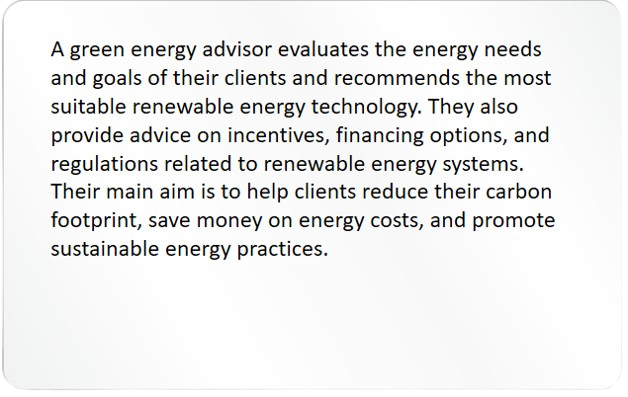 A green energy advisor evaluates the energy needs
and goals of their clients and recommends the most
suitable renewable energy technology. They also
provide advice on incentives, financing options, and
regulations related to renewable energy systems.
Their main aim is to help clients reduce their carbon
footprint, save money on energy costs, and promote
sustainable energy practices.